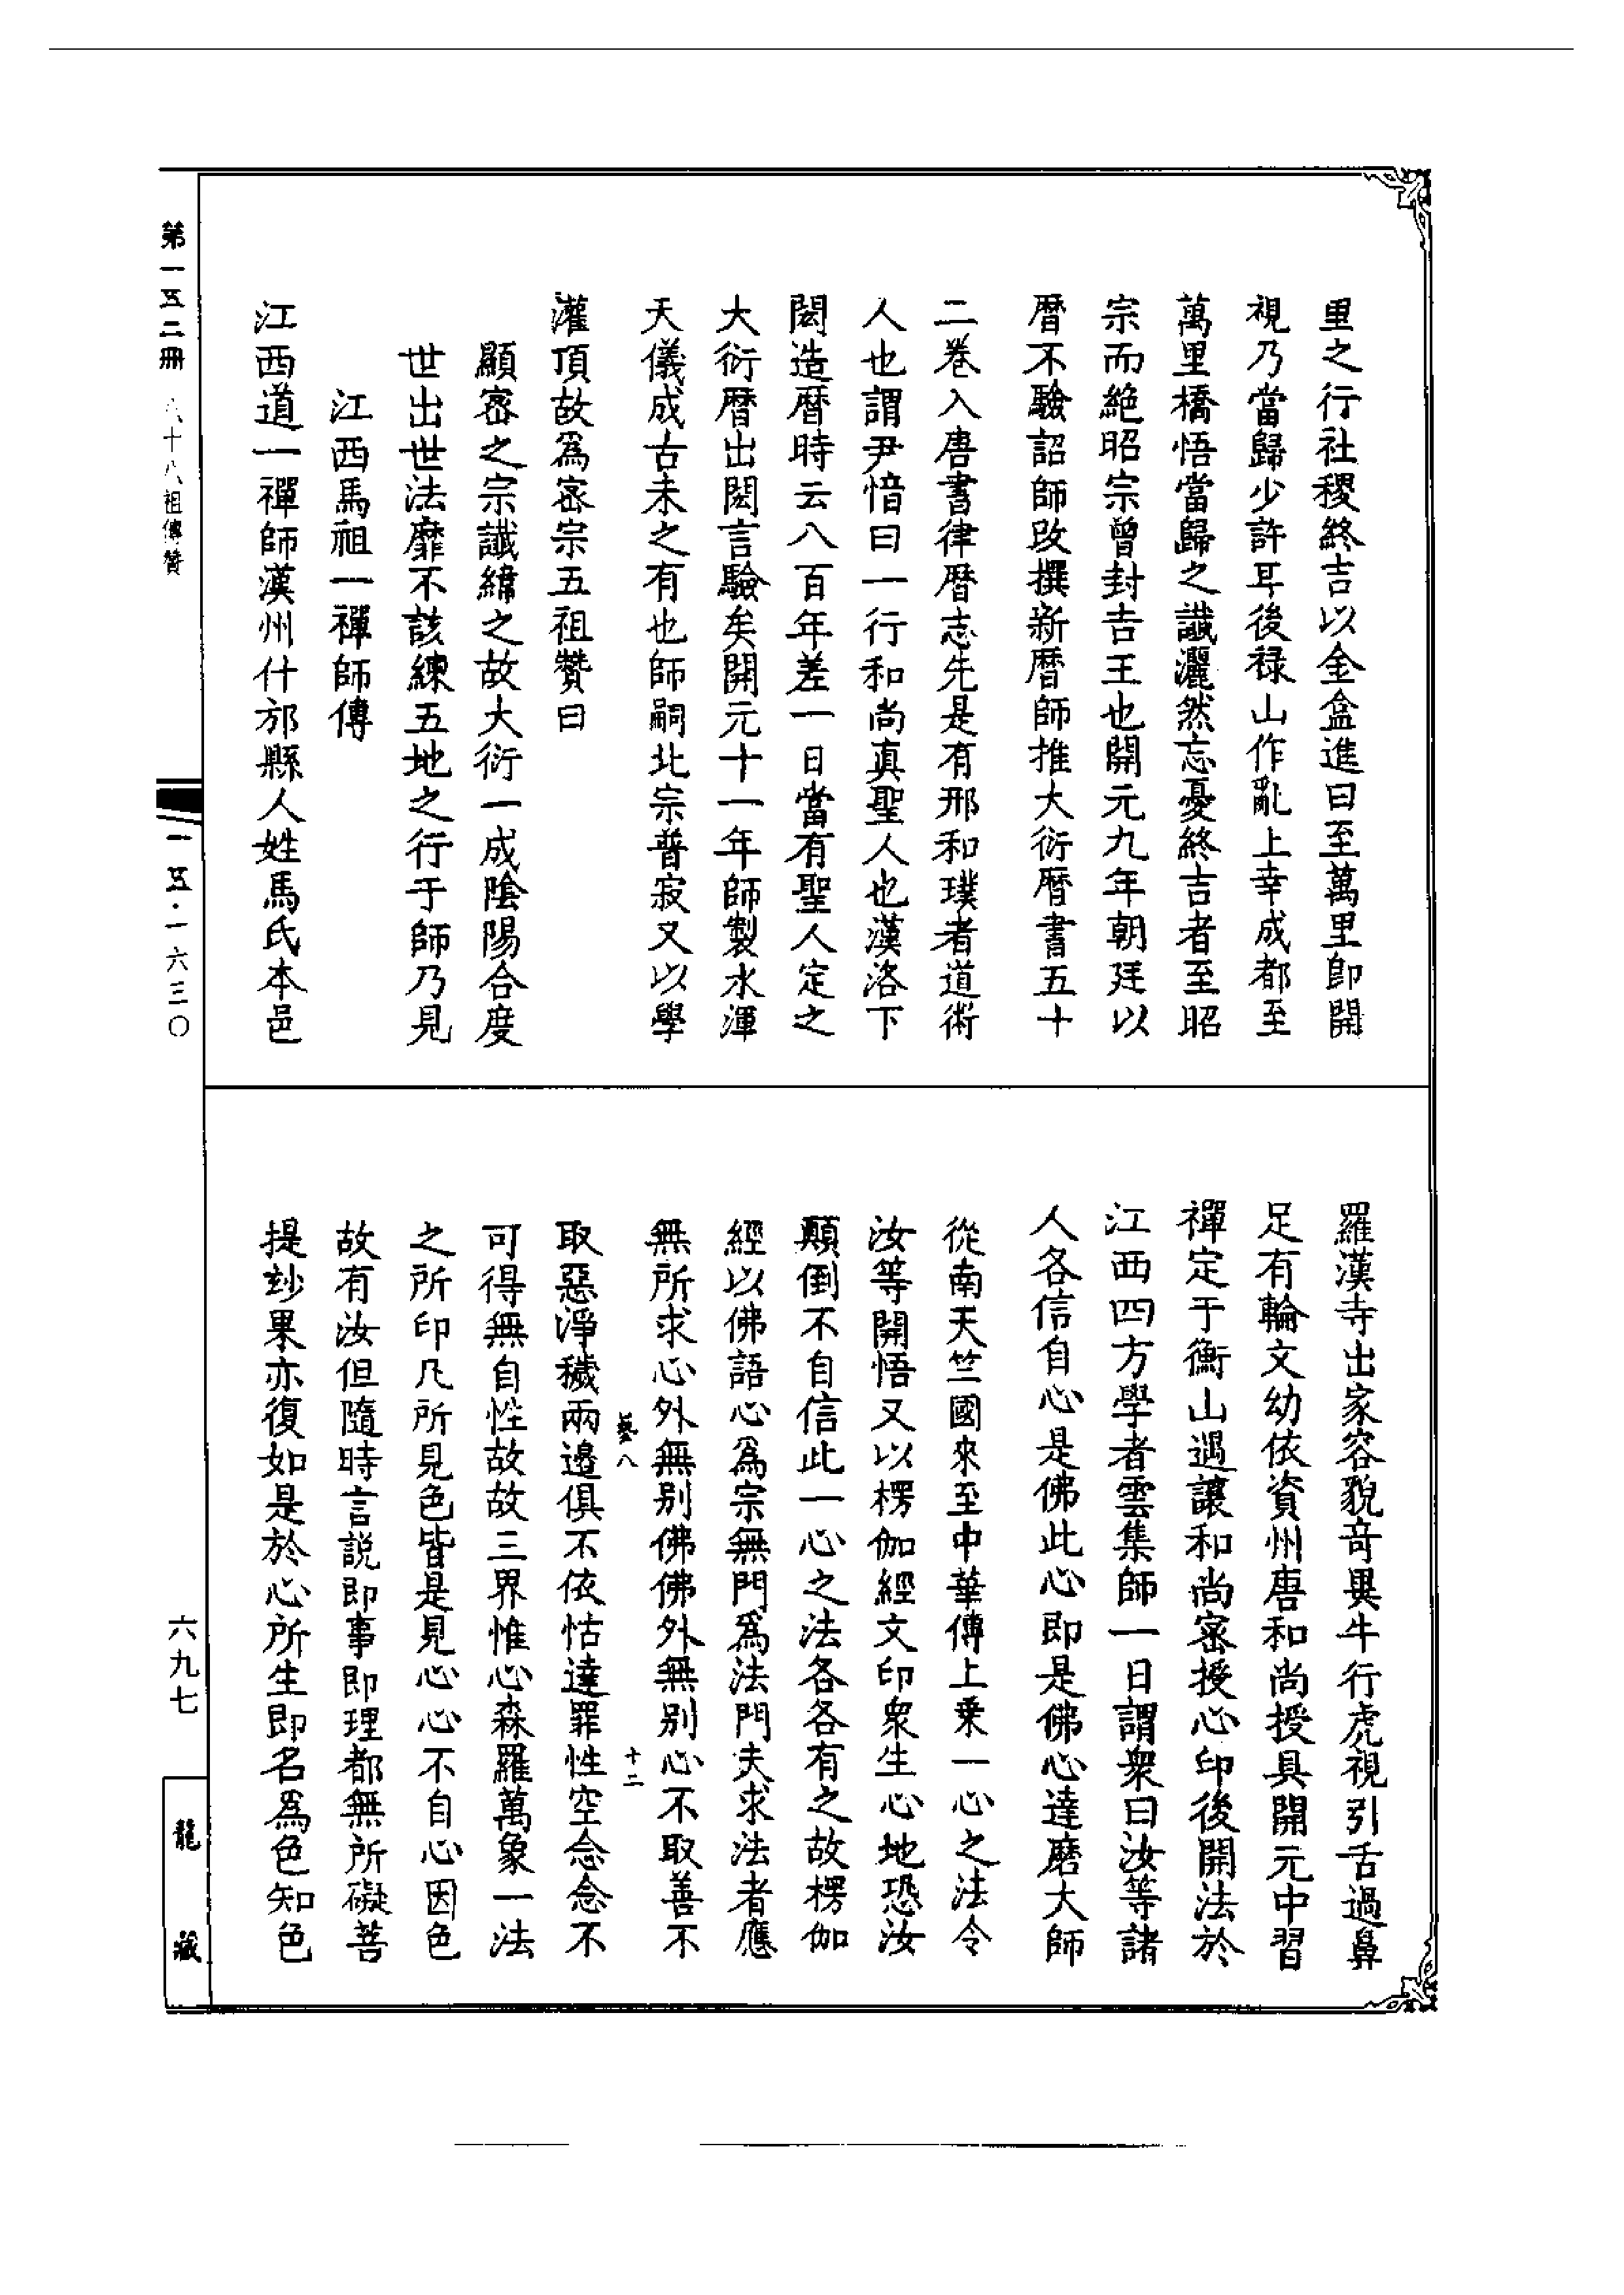 里之行社稷終吉以金盒進曰至萬里即開
視乃當歸少許耳後禄山作亂上幸成都至
萬里橋悟當歸之讖灑然忘憂終吉者至昭
宗而絶昭宗曾封吉王也開元九年朝廷以
曆不驗詔師改撰新曆師推大衍曆書五十
二卷入唐書律曆志先是有邢和璞者道術
人也謂尹愔曰一行和尚真聖人也漢洛下
閎造曆時云八百年差一日當有聖人定之
大衍曆出閎言驗矣開元十一年師製水渾
天儀成古未之有也師嗣北宗普寂又以學
灌頂故爲密宗五祖贊曰
顯密之宗讖緯之故大衍一成陰陽合度
世出世法靡不該練五地之行于師乃見
江西馬祖一禪師傳
江西道一禪師漢州什邡縣人姓馬氏本邑
羅漢寺出家容貌奇異牛行虎視引舌過鼻
足有輪文幼依資州唐和尚授具開元中習
禪定于衡山遇讓和尚密授心印後開法於
江西四方學者雲集師一日謂衆曰汝等諸
人各信自心是佛此心即是佛心達磨大師
從南天竺國來至中華傳上乗一心之法令
汝等開悟又以楞伽經文印衆生心地恐汝
顛倒不自信此一心之法各各有之故楞伽
經以佛語心爲宗無門爲法門夫求法者應
無所求心外無别佛佛外無别心不取善不
藝八 十二
取惡淨穢兩邊俱不依怙達罪性空念念不
可得無自性故故三界惟心森羅萬象一法
之所印凡所見色皆是見心心不自心因色
故有汝但隨時言説即事即理都無所礙菩
提玅果亦復如是於心所生即名爲色知色
第一五二册 八十八祖傳贊
一五·一六三〇
六九七
龍藏